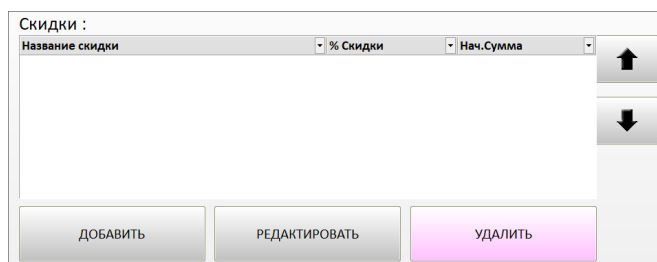 Скидки :
Название скидки % Скидки Нач.Сумма
ДОБАВИТЬ РЕДАКТИРОВАТЬ УДАЛИТЬ